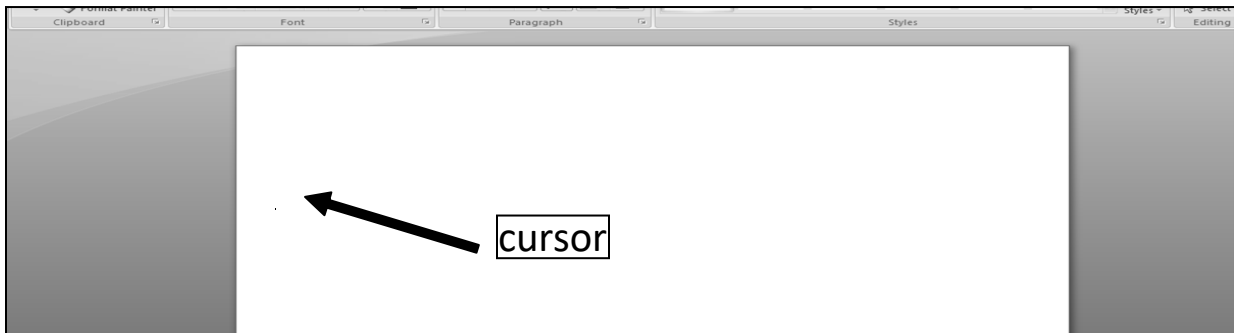 Format Painter
Styles
Select
Clipboard
Font
Paragraph
Styles
Editing
cursor